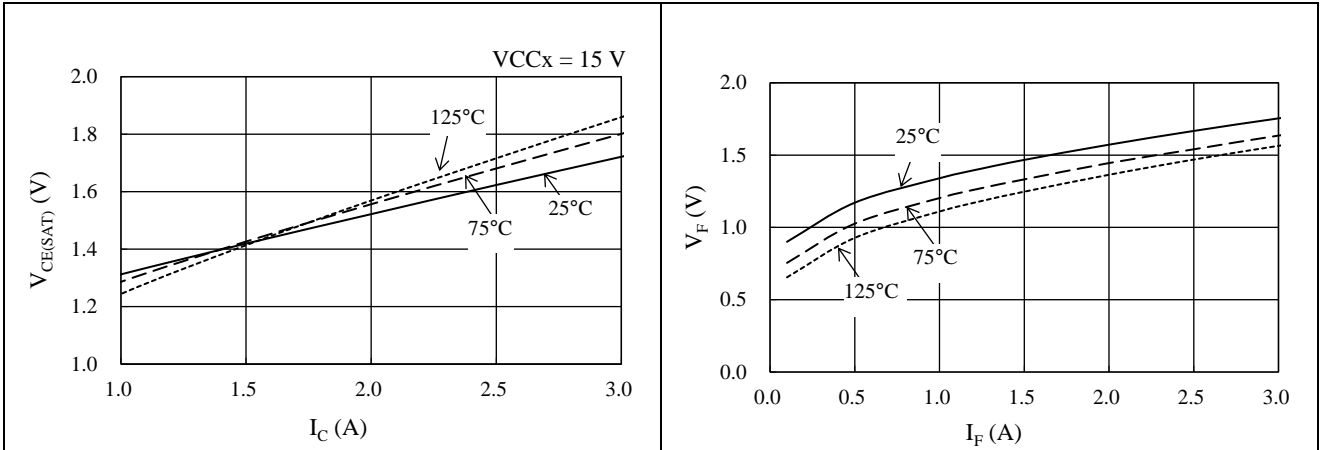 VCCx = 15 V
2.0
1.8
1.6
1.4
1.2
1.0
V_CE(SAT) (V)
125°C
75°C
25°C
1.0 1.5 2.0 2.5 3.0
I_C (A)
2.0
1.5
1.0
0.5
0.0
V_F (V)
25°C
75°C
125°C
0.0 0.5 1.0 1.5 2.0 2.5 3.0
I_F (A)